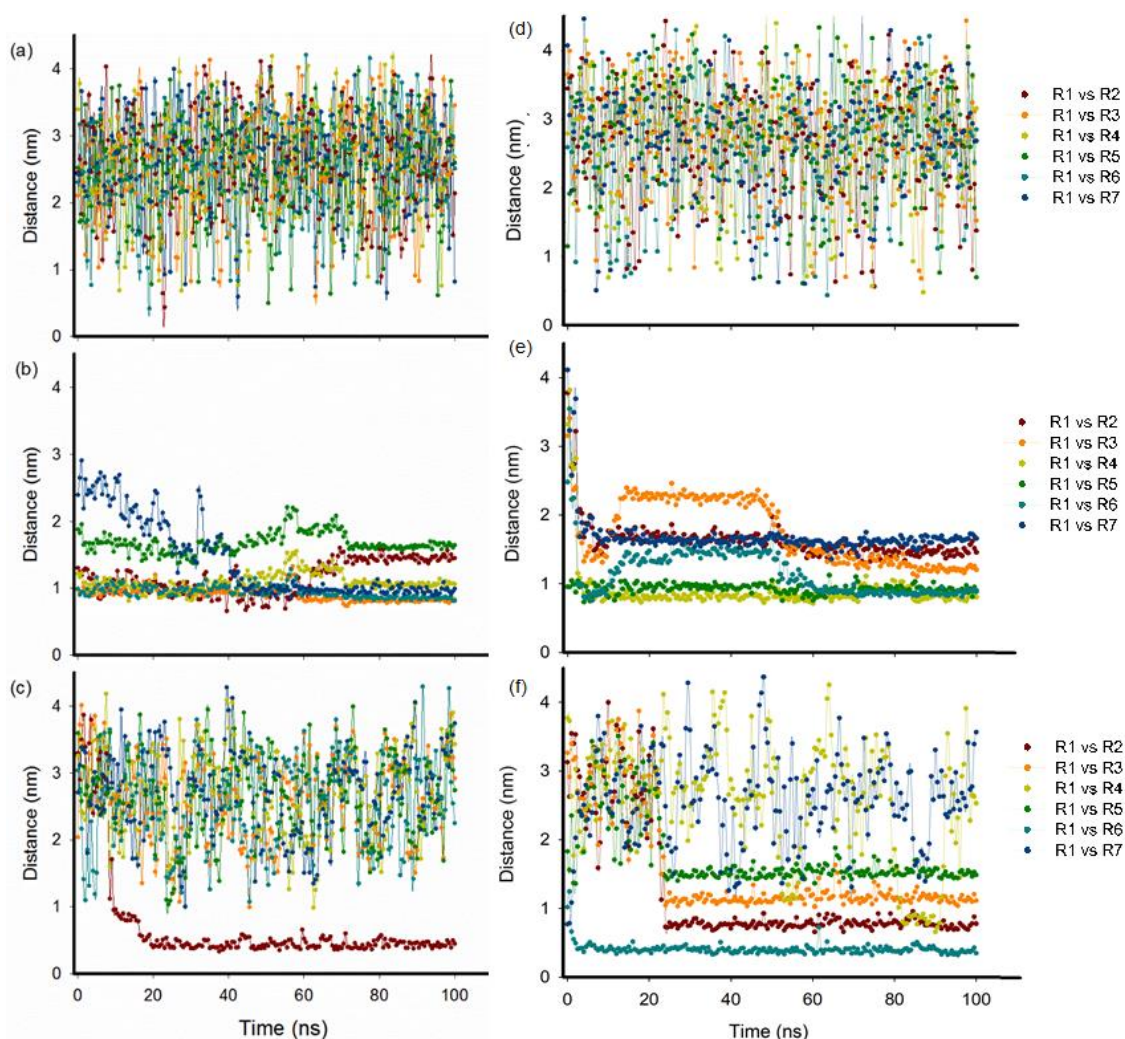 (a)
4
3
2
1
0
Distance (nm)
(d)
4
3
2
1
0
Distance (nm)
R1 vs R2
R1 vs R3
R1 vs R4
R1 vs R5
R1 vs R6
R1 vs R7
(b)
4
3
2
1
0
Distance (nm)
(e)
4
3
2
1
0
Distance (nm)
R1 vs R2
R1 vs R3
R1 vs R4
R1 vs R5
R1 vs R6
R1 vs R7
(c)
4
3
2
1
0
Distance (nm)
0 20 40 60 80 100
Time (ns)
(f)
4
3
2
1
0
Distance (nm)
0 20 40 60 80 100
Time (ns)
R1 vs R2
R1 vs R3
R1 vs R4
R1 vs R5
R1 vs R6
R1 vs R7